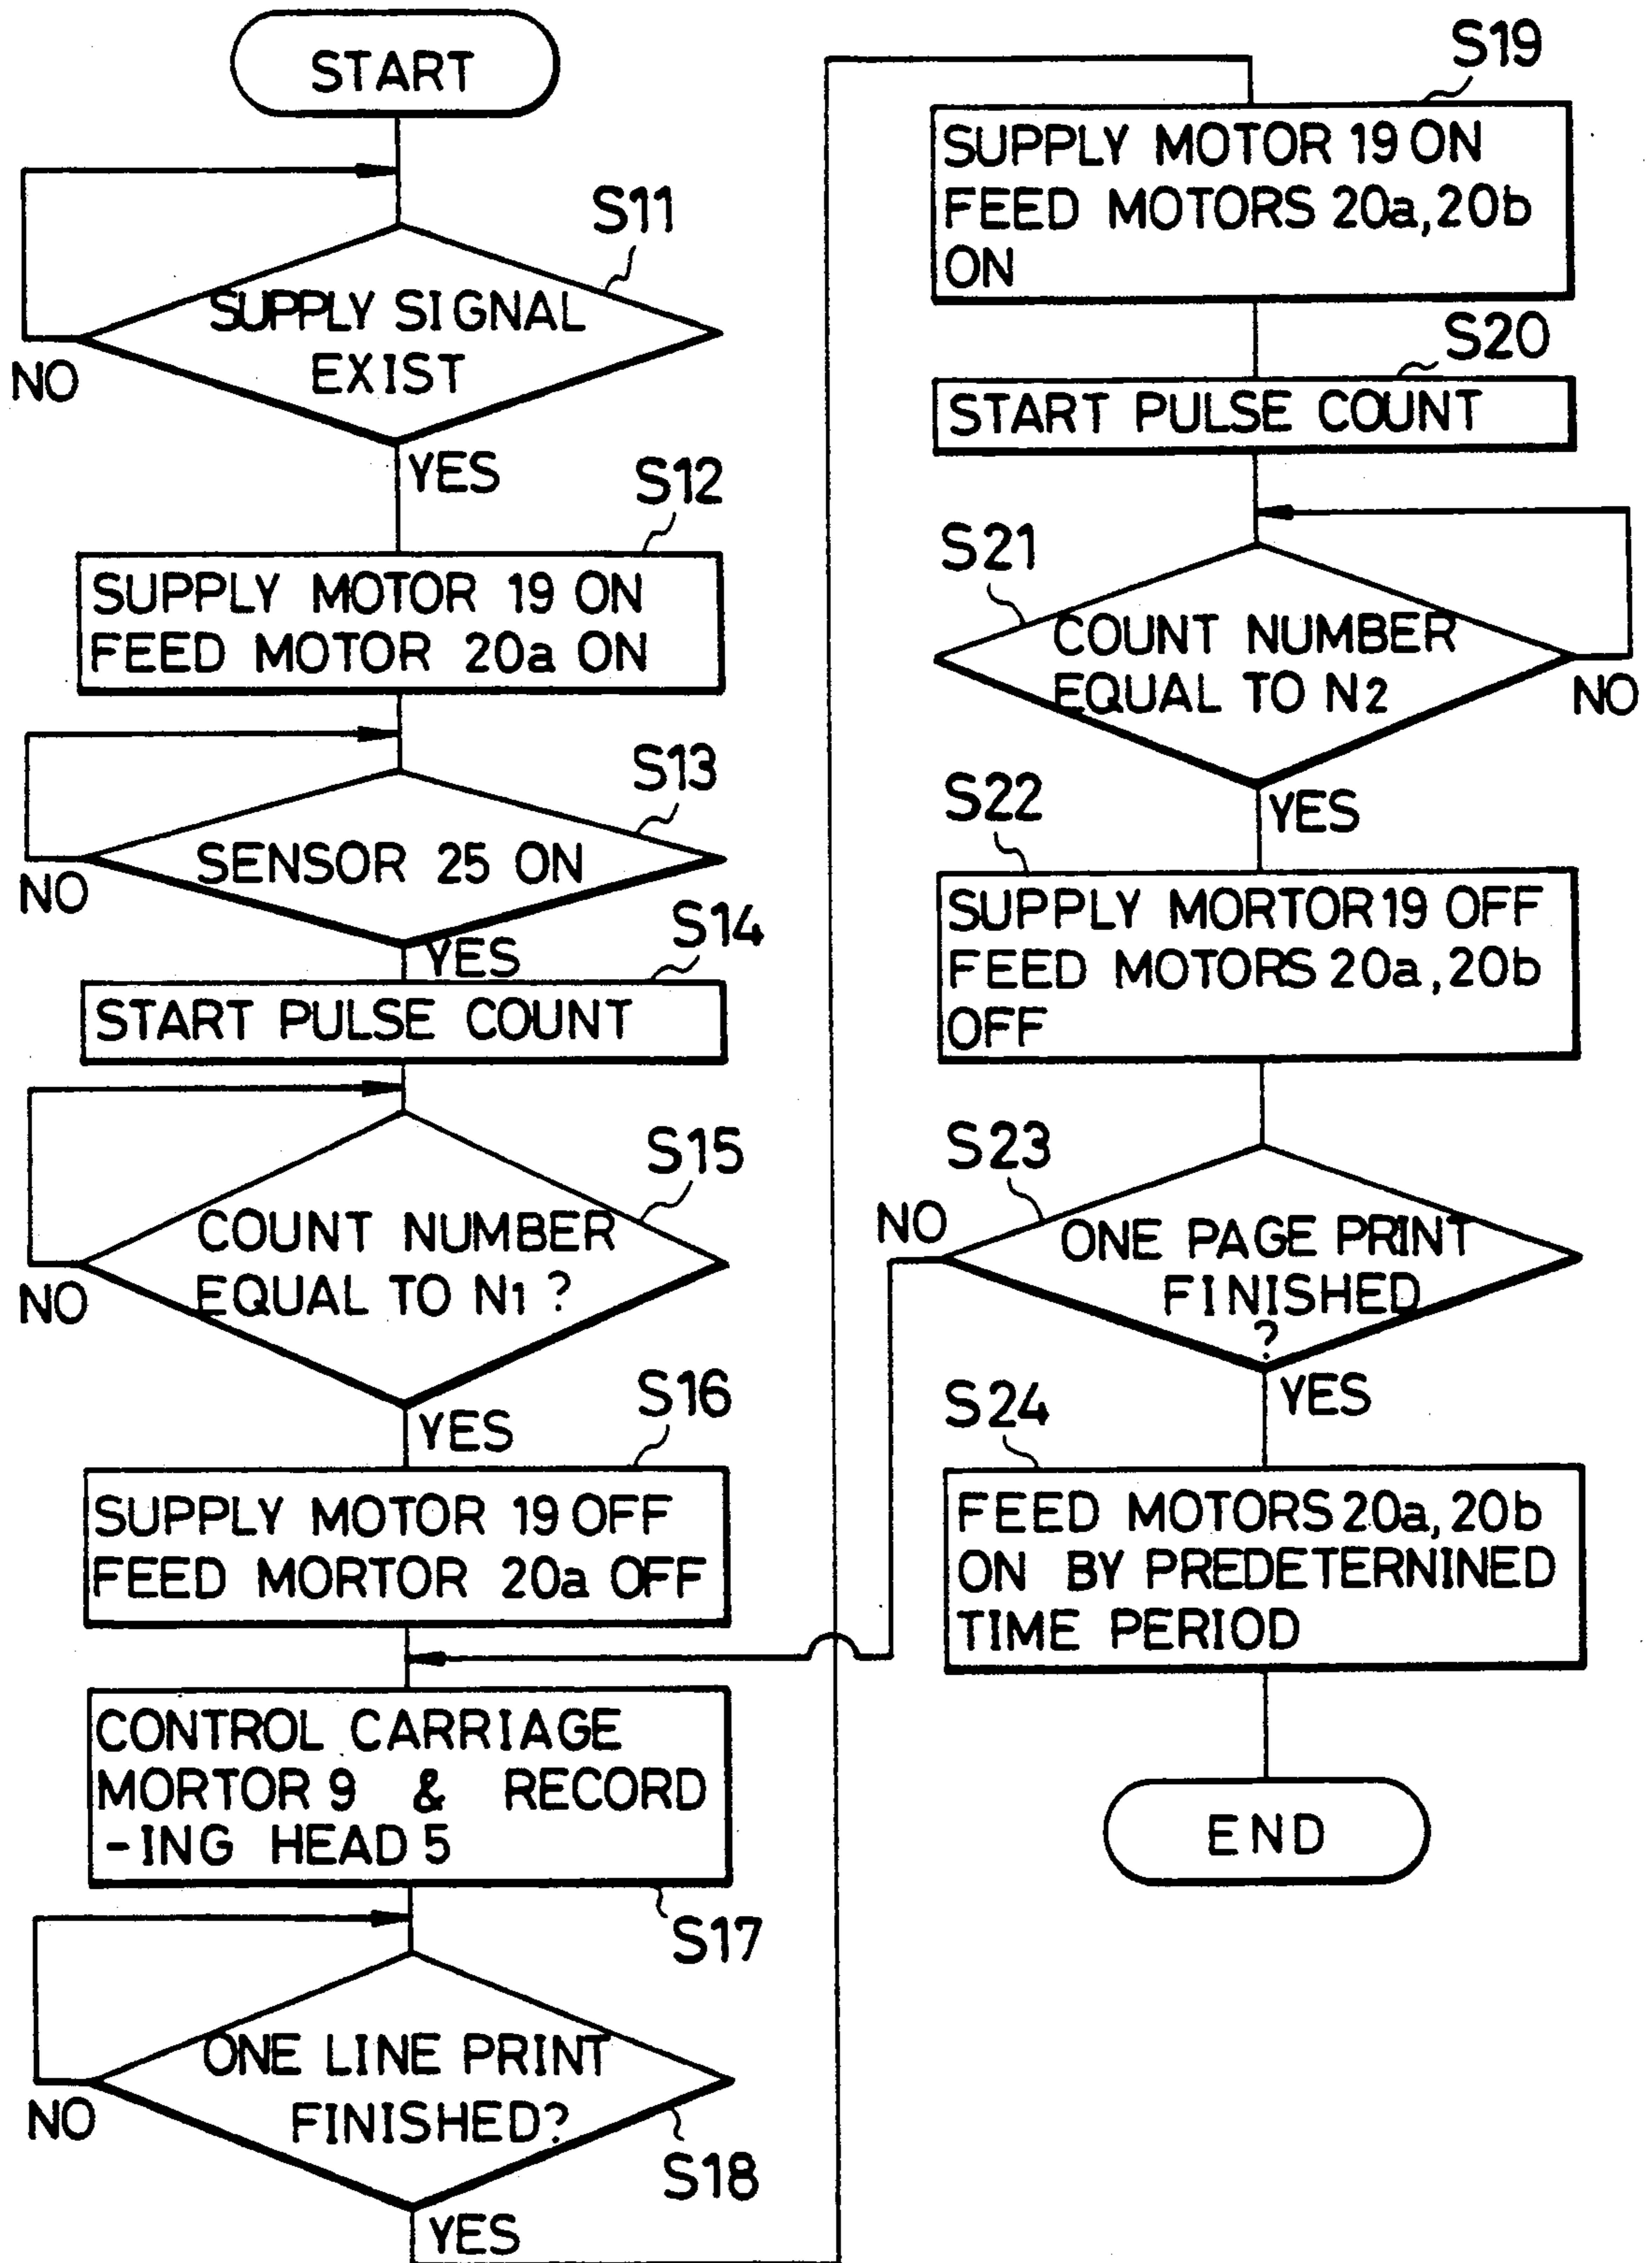 START
S11
SUPPLY SIGNAL
EXIST
NO
YES
S12
SUPPLY MOTOR 19 ON
FEED MOTOR 20a ON
S13
SENSOR 25 ON
NO
YES
S14
START PULSE COUNT
S15
COUNT NUMBER
EQUAL TO N1 ?
NO
YES
S16
SUPPLY MOTOR 19 OFF
FEED MORTOR 20a OFF
CONTROL CARRIAGE
MORTOR 9 & RECORD
-ING HEAD 5
S17
ONE LINE PRINT
FINISHED?
NO
S18
YES
S19
SUPPLY MOTOR 19 ON
FEED MOTORS 20a, 20b
ON
S20
START PULSE COUNT
S21
COUNT NUMBER
EQUAL TO N2
NO
YES
S22
SUPPLY MORTOR 19 OFF
FEED MOTORS 20a, 20b
OFF
S23
NO
ONE PAGE PRINT
FINISHED
?
YES
S24
FEED MOTORS 20a, 20b
ON BY PREDETERNINED
TIME PERIOD
END